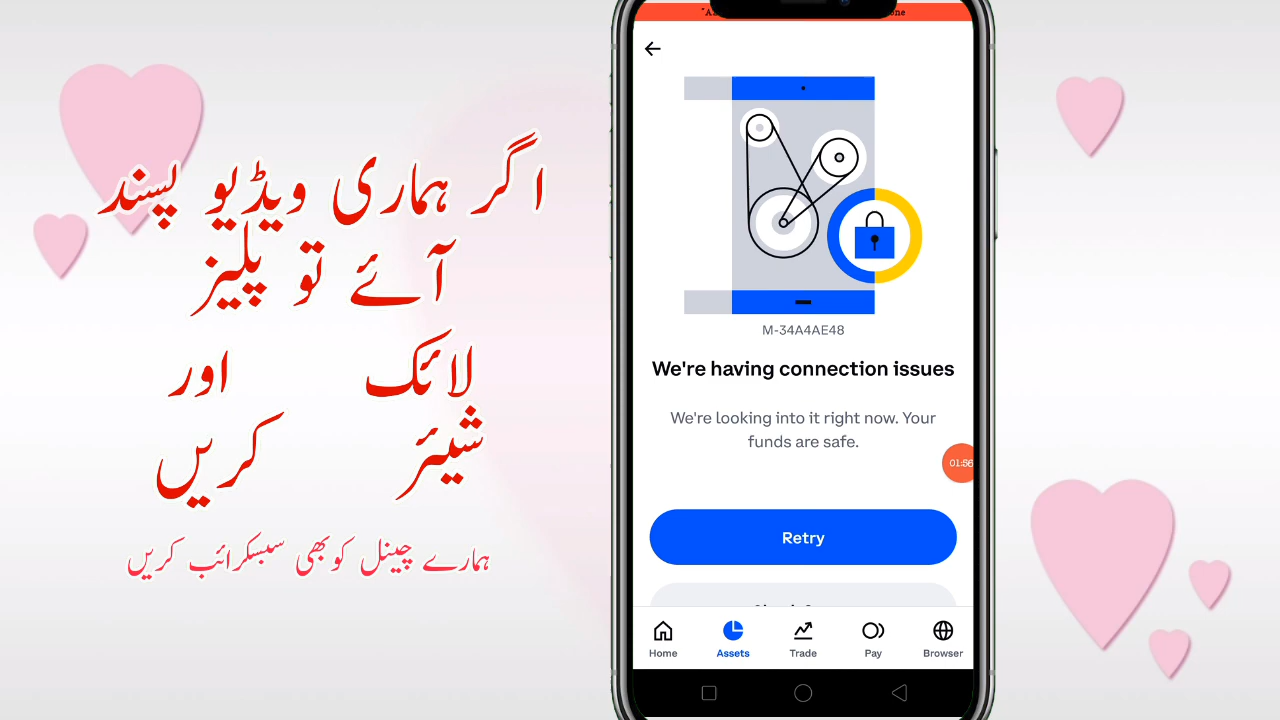 اگر ہماری ویڈیو پسند
آئے تو پلیز
لائک اور
شیئر کریں
ہمارے چینل کو بھی سبسکرائب کریں
M-34A4AE48
We're having connection issues
We're looking into it right now. Your
funds are safe.
01:56
Retry
Home Assets Trade Pay Browser